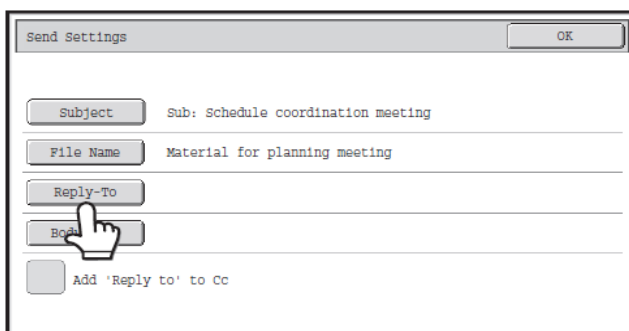 Send Settings OK
Subject Sub: Schedule coordination meeting
File Name Material for planning meeting
Reply-To
Add 'Reply to' to Cc